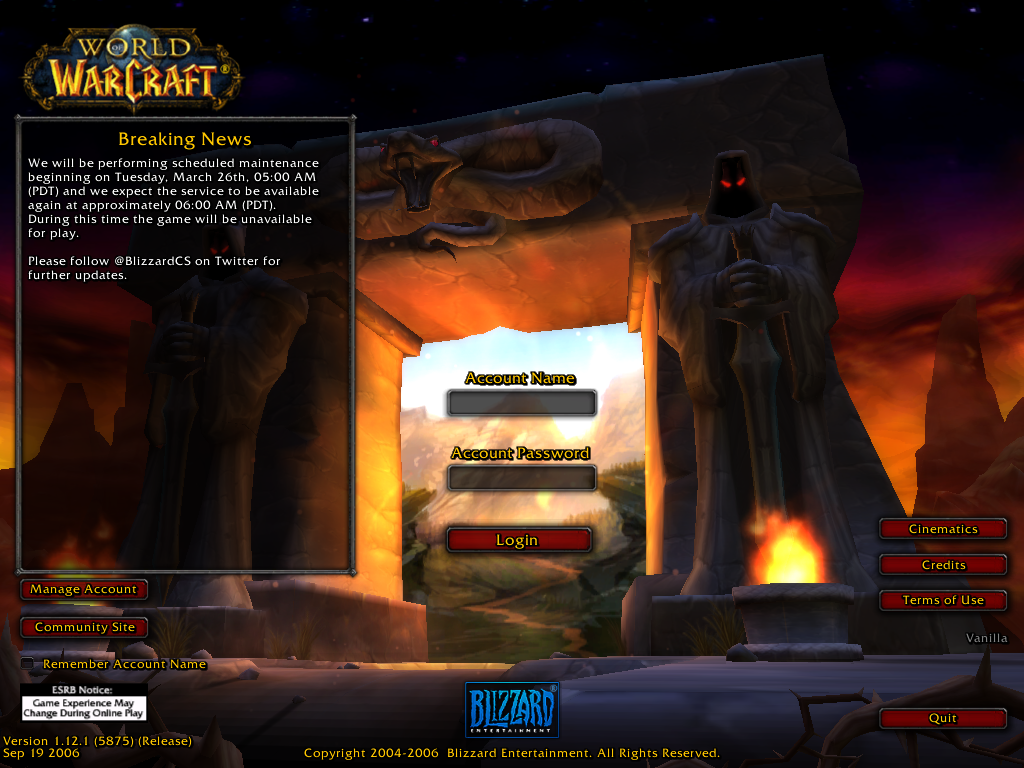 WORLD
OF
WARCRAFT®
Breaking News
We will be performing scheduled maintenance
beginning on Tuesday, March 26th, 05:00 AM
(PDT) and we expect the service to be available
again at approximately 06:00 AM (PDT).
During this time the game will be unavailable
for play.
Please follow @BlizzardCS on Twitter for
further updates.
Account Name
Account Password
Login
Manage Account
Community Site
Remember Account Name
ESRB Notice:
Game Experience May
Change During Online Play
Version 1.12.1 (5875) (Release)
Sep 19 2006
BLIZZARD®
ENTERTAINMENT
Copyright 2004-2006 Blizzard Entertainment. All Rights Reserved.
Cinematics
Credits
Terms of Use
Vanilla
Quit